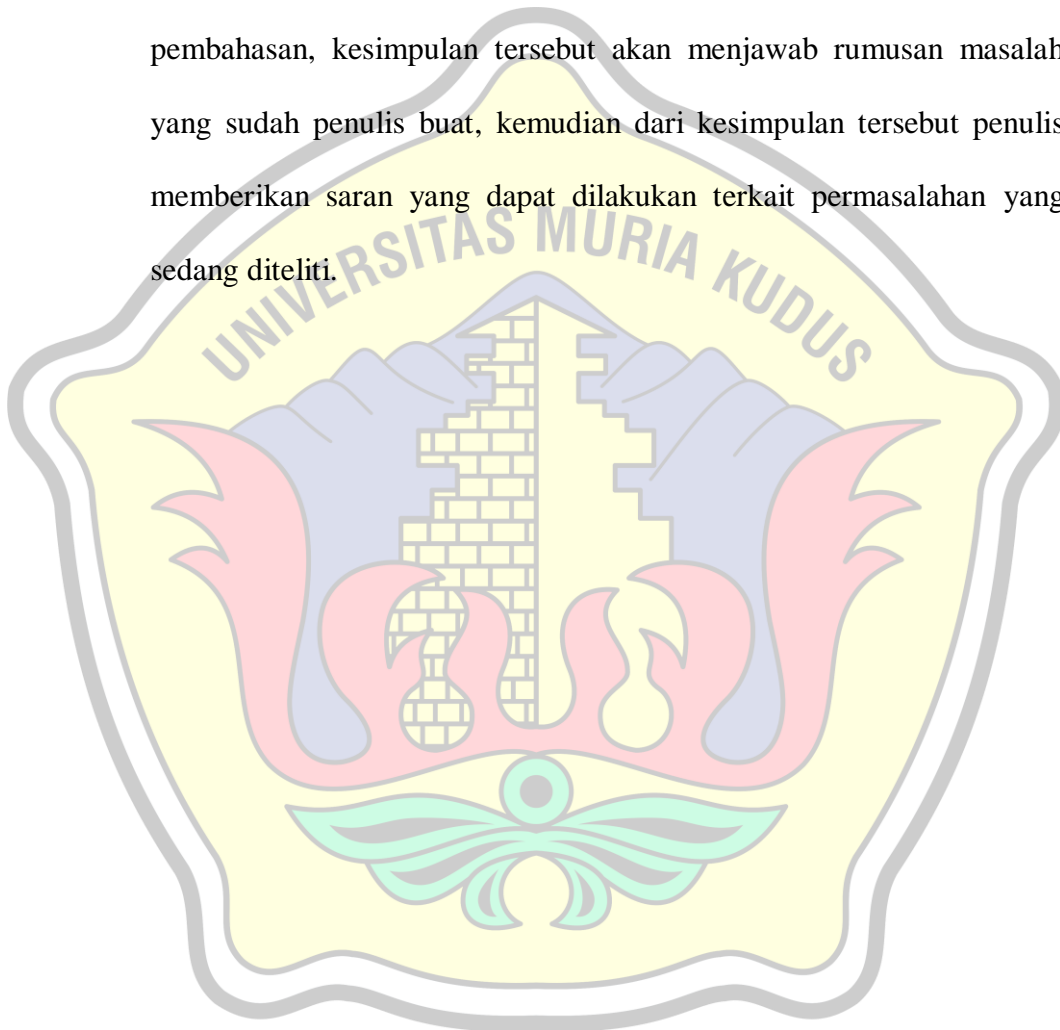 pembahasan, kesimpulan tersebut akan menjawab rumusan masalah
yang sudah penulis buat, kemudian dari kesimpulan tersebut penulis
memberikan saran yang dapat dilakukan terkait permasalahan yang
sedang diteliti.
UNIVERSITAS MURIA KUDUS